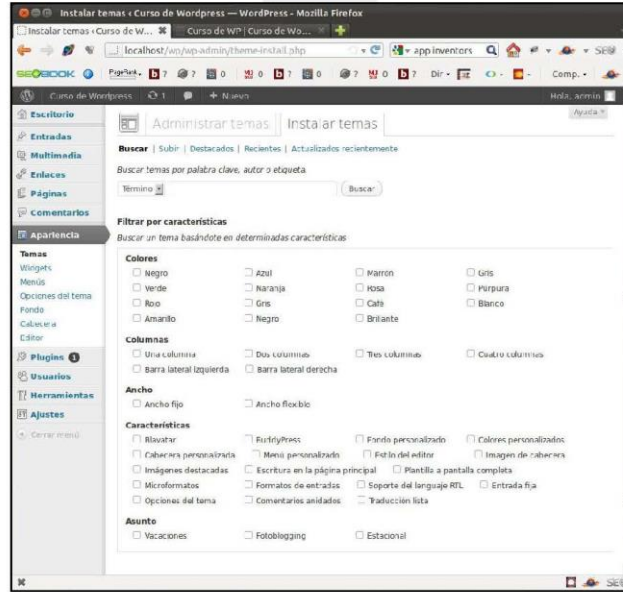 Instalar temas ‹ Curso de Wordpress — WordPress - Mozilla Firefox
Instalar temas ‹Curso de W...
Curso de WP | Curso de Wo...
localhost/wp/wp-admin/theme-install.php
appinventors
SEOBOOK
PageRank
Dir
Comp.
Curso de Wordpress
1
+ Nuevo
Hola, admin
Escritorio
Entradas
Multimedia
Enlaces
Páginas
Comentarios
Apariencia
Temas
Widgets
Menús
Opciones del tema
Fondo
Cabecera
Editor
Plugins 1
Usuarios
Herramientas
Ajustes
Cerrar menú
Ayuda
Administrar temas Instalar temas
Buscar | Subir | Destacados | Recientes | Actualizados recientemente
Buscar temas por palabra clave, autor o etiqueta
Término Buscar
Filtrar por características
Buscar un tema basándote en determinadas características
Colores
Negro Azul Marrón Gris
Verde Naranja Rosa Púrpura
Rojo Gris Café Blanco
Amarillo Negro Brillante
Columnas
Una columna Dos columnas Tres columnas Cuatro columnas
Barra lateral izquierda Barra lateral derecha
Ancho
Ancho fijo Ancho flexible
Características
Blavatar BuddyPress Fondo personalizado Colores personalizados
Cabecera personalizada Menú personalizado Estilo del editor Imagen de cabecera
Imágenes destacadas Escritura en la página principal Plantilla a pantalla completa
Microformatos Formatos de entradas Soporte del lenguaje RTL Entrada fija
Opciones del tema Comentarios anidados Traducción lista
Asunto
Vacaciones Fotoblogging Estacional